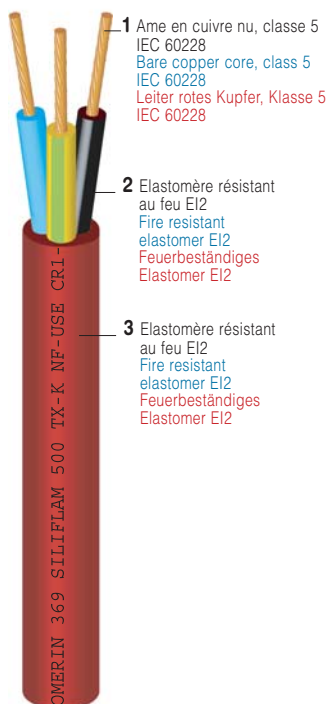 1 Ame en cuivre nu, classe 5
IEC 60228
Bare copper core, class 5
IEC 60228
Leiter rotes Kupfer, Klasse 5
IEC 60228
2 Elastomère résistant
au feu EI2
Fire resistant
elastomer EI2
Feuerbeständiges
Elastomer EI2
3 Elastomère résistant
au feu EI2
Fire resistant
elastomer EI2
Feuerbeständiges
Elastomer EI2
OMERIN 369 SILIFLAM 500 TX-K NF-USE CR1-